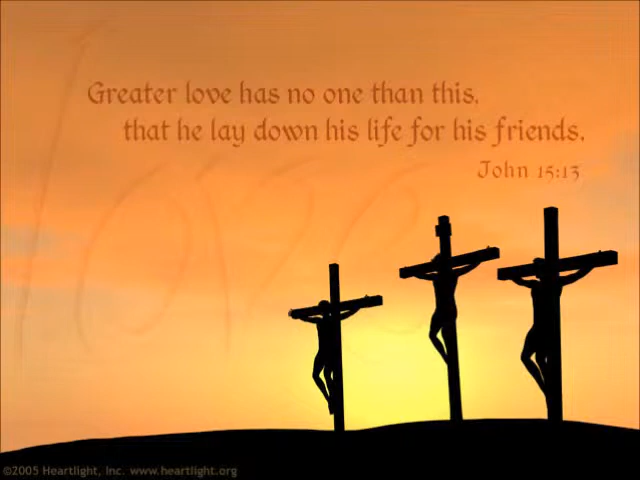 Greater love has no one than this,
that he lay down his life for his friends.
John 15:13
love
©2005 Heartlight, Inc. www.heartlight.org